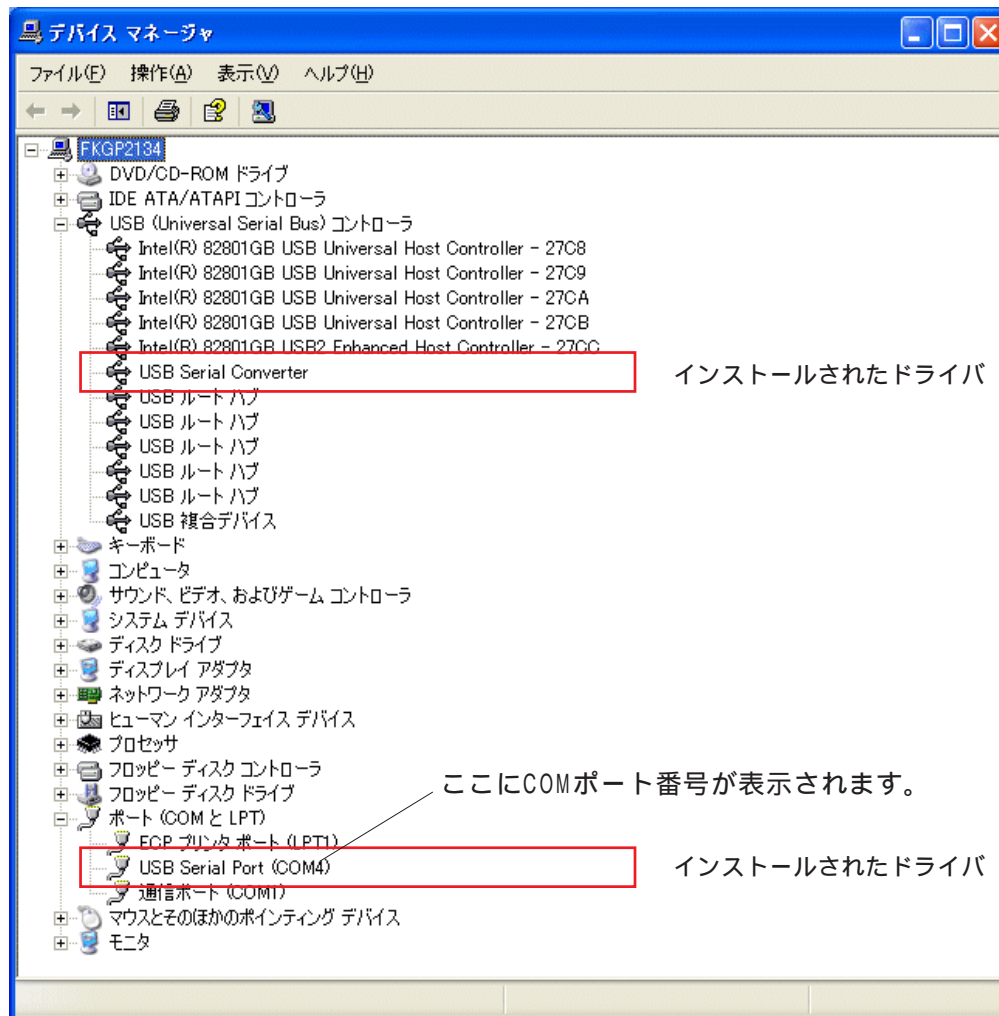 デバイス マネージャ
ファイル(F) 操作(A) 表示(V) ヘルプ(H)
FKGP2134
DVD/CD-ROM ドライブ
IDE ATA/ATAPI コントローラ
USB (Universal Serial Bus) コントローラ
Intel(R) 82801GB USB Universal Host Controller - 27C8
Intel(R) 82801GB USB Universal Host Controller - 27C9
Intel(R) 82801GB USB Universal Host Controller - 27CA
Intel(R) 82801GB USB Universal Host Controller - 27CB
Intel(R) 82801GB USB2 Enhanced Host Controller - 27CC
USB Serial Converter インストールされたドライバ
USB ルート ハブ
USB ルート ハブ
USB ルート ハブ
USB ルート ハブ
USB ルート ハブ
USB 複合デバイス
キーボード
コンピュータ
サウンド、ビデオ、およびゲーム コントローラ
システム デバイス
ディスク ドライブ
ディスプレイ アダプタ
ネットワーク アダプタ
ヒューマン インターフェイス デバイス
プロセッサ
フロッピー ディスク コントローラ
ここにCOMポート番号が表示されます。
フロッピー ディスク ドライブ
ポート (COM と LPT)
ECP プリンタ ポート (LPT1)
USB Serial Port (COM4) インストールされたドライバ
通信ポート (COM1)
マウスとそのほかのポインティング デバイス
モニタ